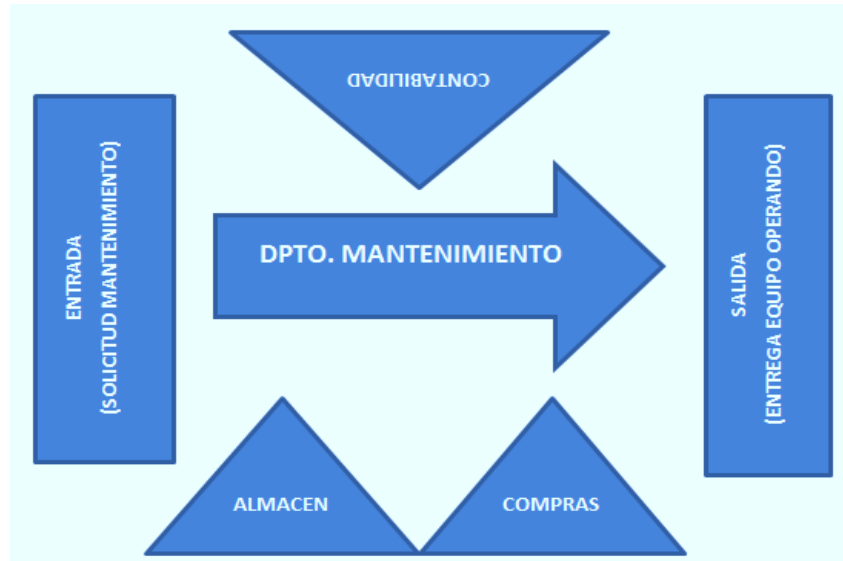 CONTABILIDAD
ENTRADA
(SOLICITUD MANTENIMIENTO)
DPTO. MANTENIMIENTO
SALIDA
(ENTREGA EQUIPO OPERANDO)
ALMACEN
COMPRAS